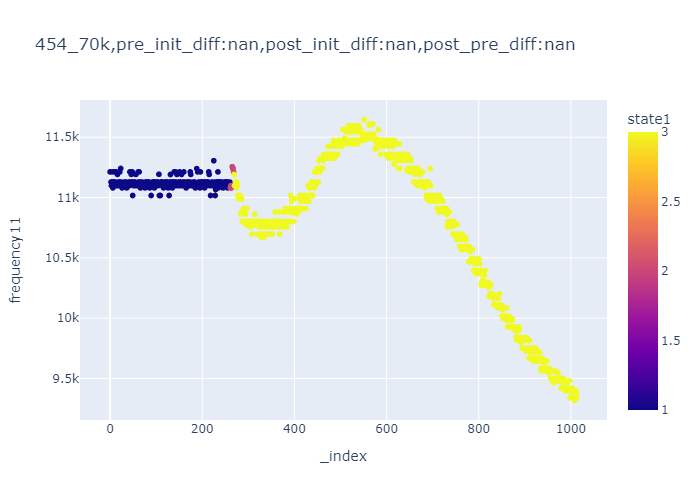 454_70k,pre_init_diff:nan,post_init_diff:nan,post_pre_diff:nan
state1
3
2.5
2
1.5
1
frequency11
11.5k
11k
10.5k
10k
9.5k
0
200
400
600
800
1000
_index